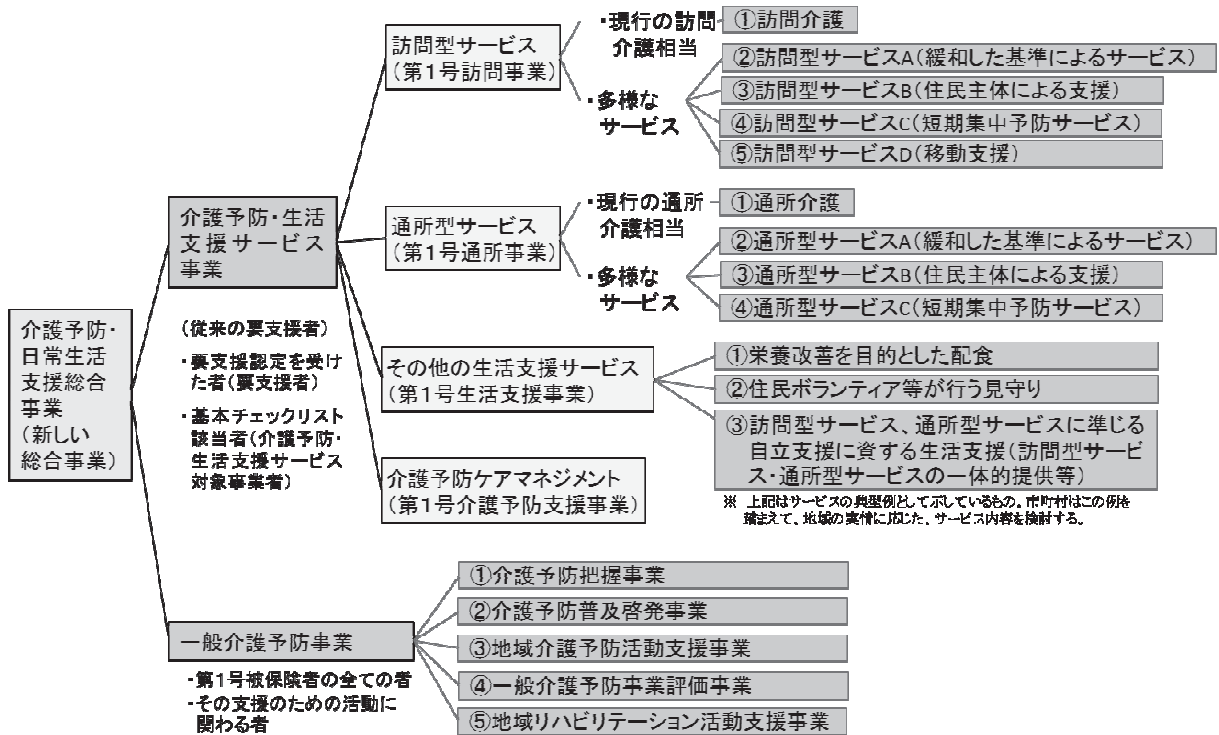 介護予防・
日常生活
支援総合
事業
(新しい
総合事業)
介護予防・生活
支援サービス
事業
(従来の要支援者)
・要支援認定を受け
た者(要支援者)
・基本チェックリスト
該当者(介護予防・
生活支援サービス
対象事業者)
訪問型サービス
(第1号訪問事業)
・現行の訪問
介護相当
①訪問介護
・多様な
サービス
②訪問型サービスA(緩和した基準によるサービス)
③訪問型サービスB(住民主体による支援)
④訪問型サービスC(短期集中予防サービス)
⑤訪問型サービスD(移動支援)
通所型サービス
(第1号通所事業)
・現行の通所
介護相当
①通所介護
・多様な
サービス
②通所型サービスA(緩和した基準によるサービス)
③通所型サービスB(住民主体による支援)
④通所型サービスC(短期集中予防サービス)
その他の生活支援サービス
(第1号生活支援事業)
①栄養改善を目的とした配食
②住民ボランティア等が行う見守り
③訪問型サービス、通所型サービスに準じる
自立支援に資する生活支援(訪問型サービ
ス・通所型サービスの一体的提供等)
※ 上記はサービスの典型例として示しているもの。市町村はこの例を
踏まえて、地域の実情に応じた、サービス内容を検討する。
介護予防ケアマネジメント
(第1号介護予防支援事業)
一般介護予防事業
・第1号被保険者の全ての者
・その支援のための活動に
関わる者
①介護予防把握事業
②介護予防普及啓発事業
③地域介護予防活動支援事業
④一般介護予防事業評価事業
⑤地域リハビリテーション活動支援事業